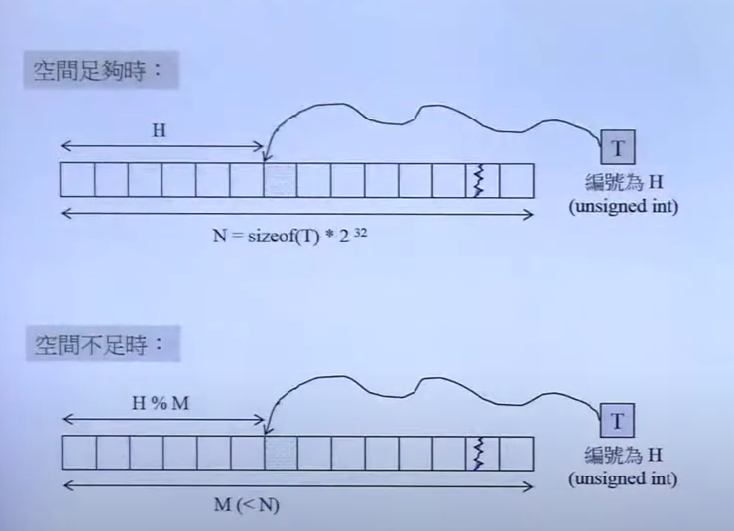 空間足夠時：
H
T
編號為 H
(unsigned int)
N = sizeof(T) * 2 32
空間不足時：
H % M
T
編號為 H
(unsigned int)
M (< N)